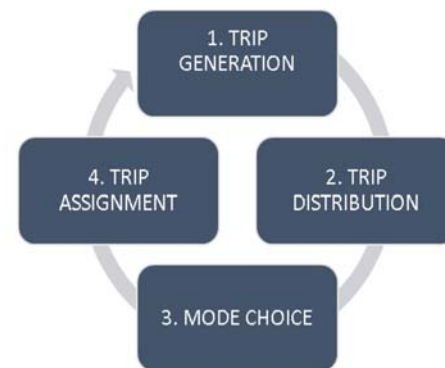 1. TRIP
GENERATION
2. TRIP
DISTRIBUTION
3. MODE CHOICE
4. TRIP
ASSIGNMENT